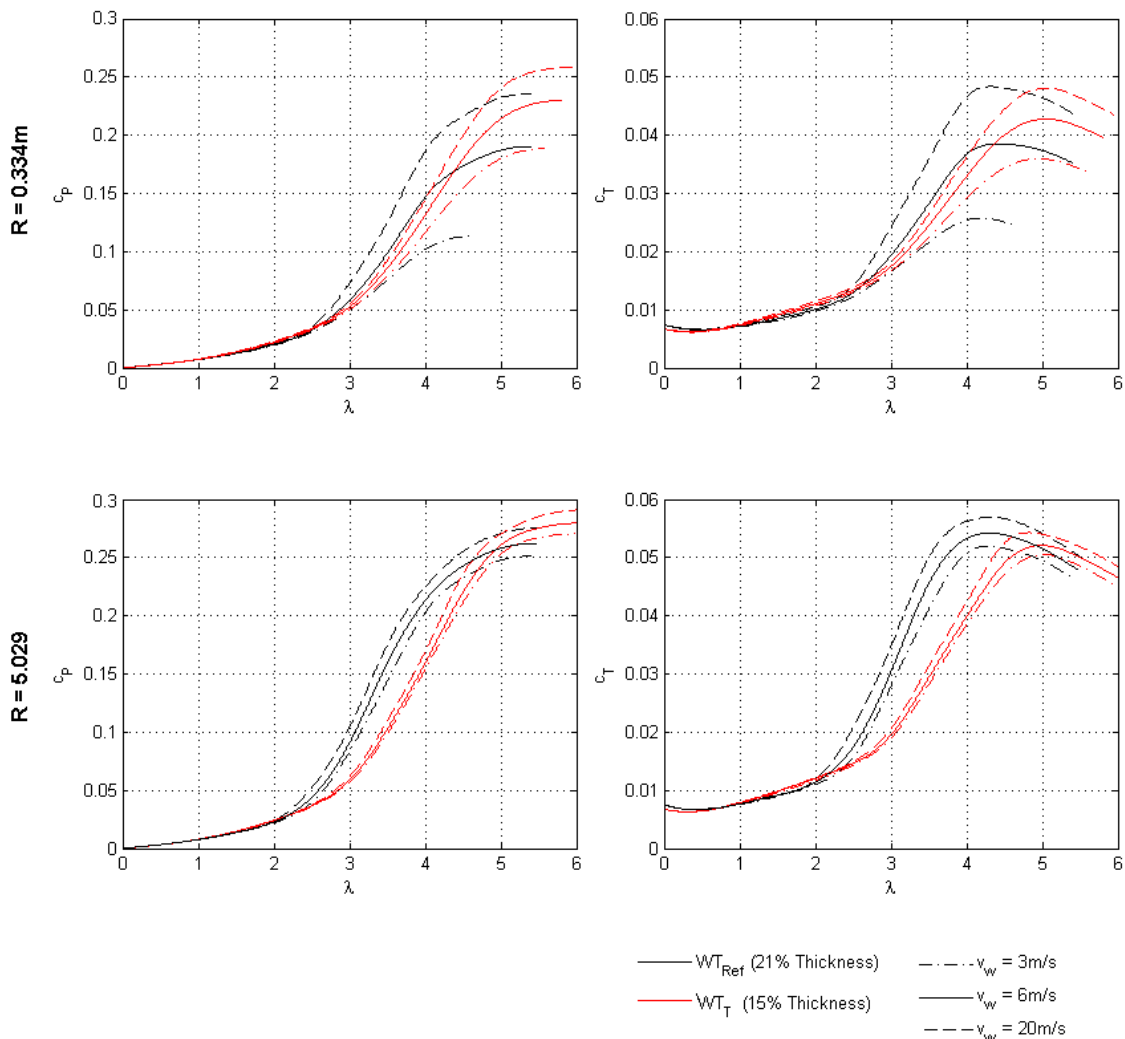 0.3
0.25
0.2
0.15
0.1
0.05
0
c_P
0 1 2 3 4 5 6
λ
R = 0.334m
0.06
0.05
0.04
0.03
0.02
0.01
0
c_T
0 1 2 3 4 5 6
λ
0.3
0.25
0.2
0.15
0.1
0.05
0
c_P
0 1 2 3 4 5 6
λ
R = 5.029
0.06
0.05
0.04
0.03
0.02
0.01
0
c_T
0 1 2 3 4 5 6
λ
WT_Ref (21% Thickness)
WT_T (15% Thickness)
v_w = 3m/s
v_w = 6m/s
v_w = 20m/s